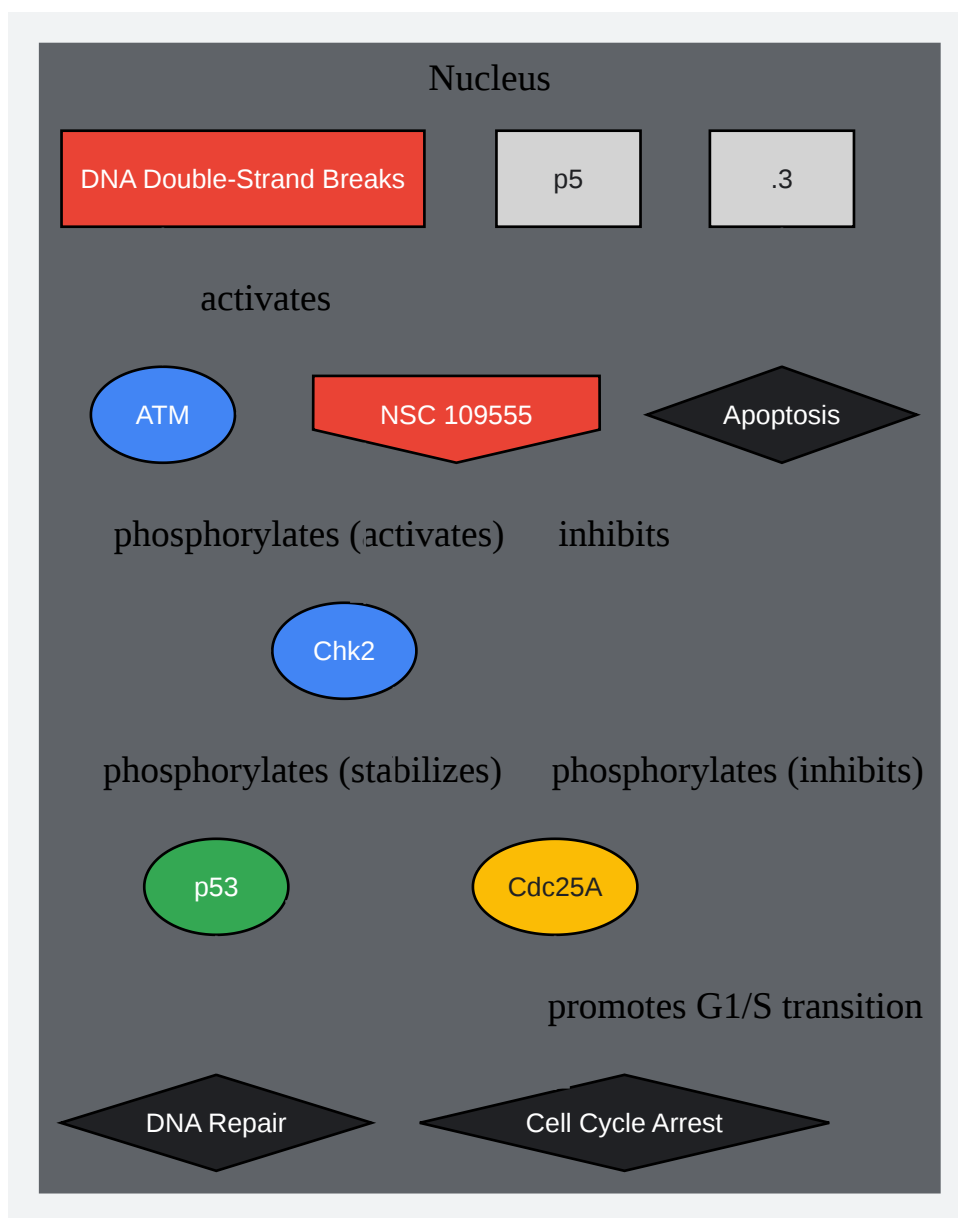 Nucleus
DNA Double-Strand Breaks
p5
.3
activates
ATM
NSC 109555
Apoptosis
phosphorylates (activates)
inhibits
Chk2
phosphorylates (stabilizes)
phosphorylates (inhibits)
p53
Cdc25A
promotes G1/S transition
DNA Repair
Cell Cycle Arrest